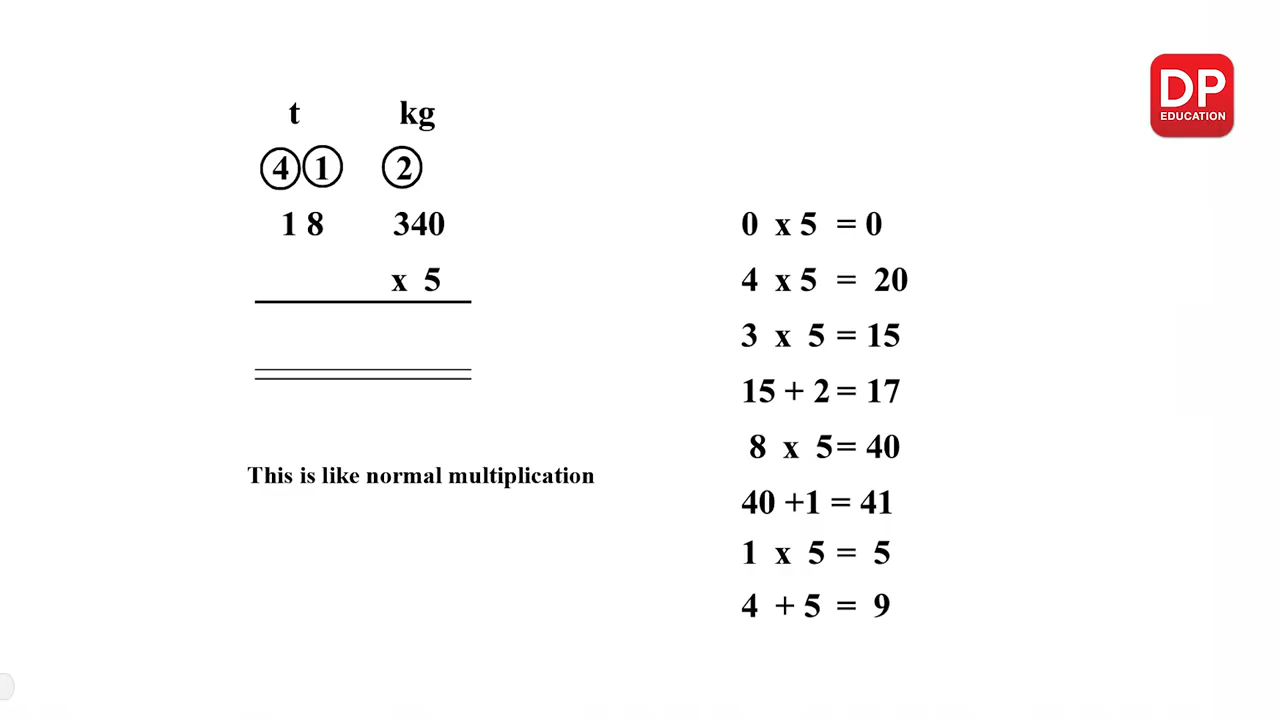 DP
EDUCATION
t kg
4 1 2
1 8 340
x 5
0 x 5 = 0
4 x 5 = 20
3 x 5 = 15
15 + 2 = 17
8 x 5 = 40
40 +1 = 41
1 x 5 = 5
4 + 5 = 9
This is like normal multiplication